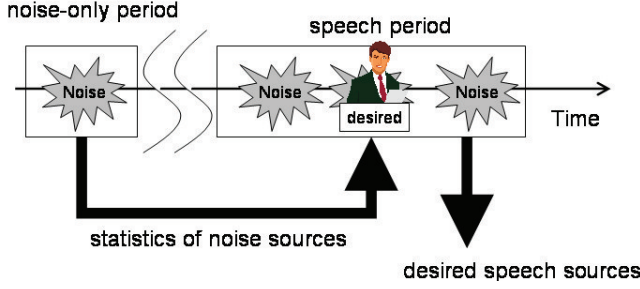 noise-only period
speech period
Noise
Noise
desired
Noise
Time
statistics of noise sources
desired speech sources